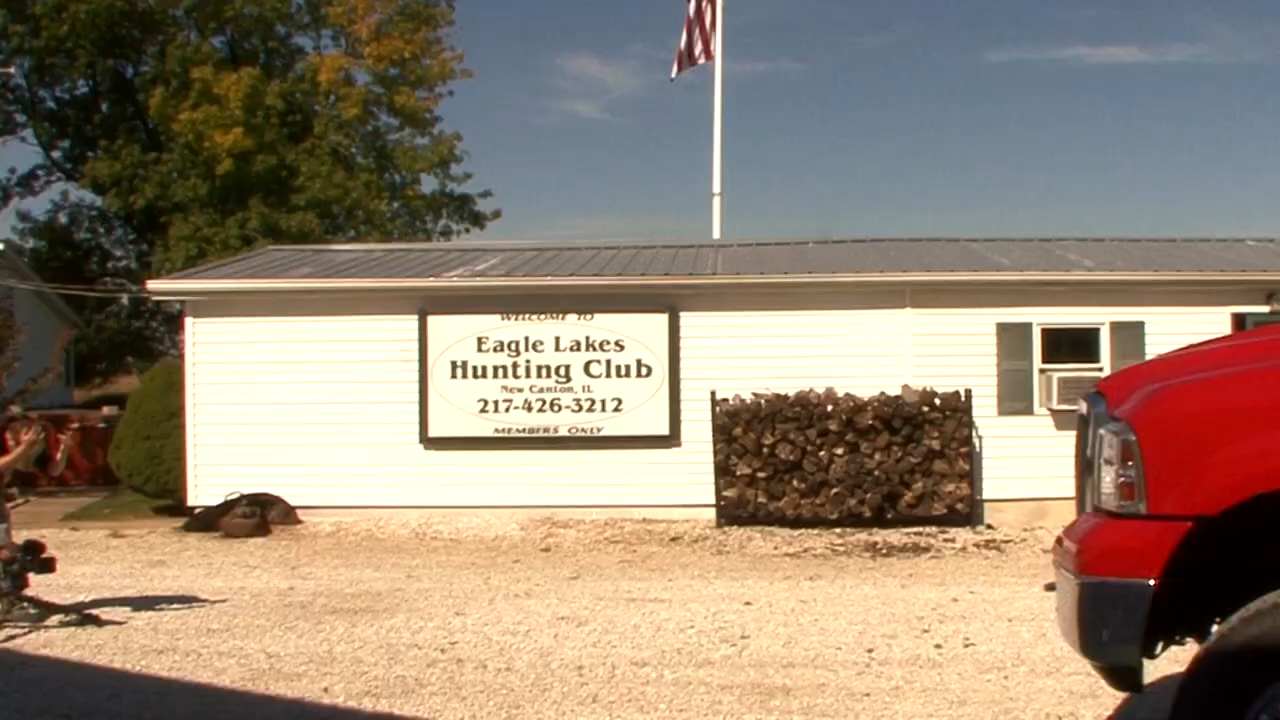 WELCOME TO
Eagle Lakes
Hunting Club
New Canton, IL
217-426-3212
MEMBERS ONLY